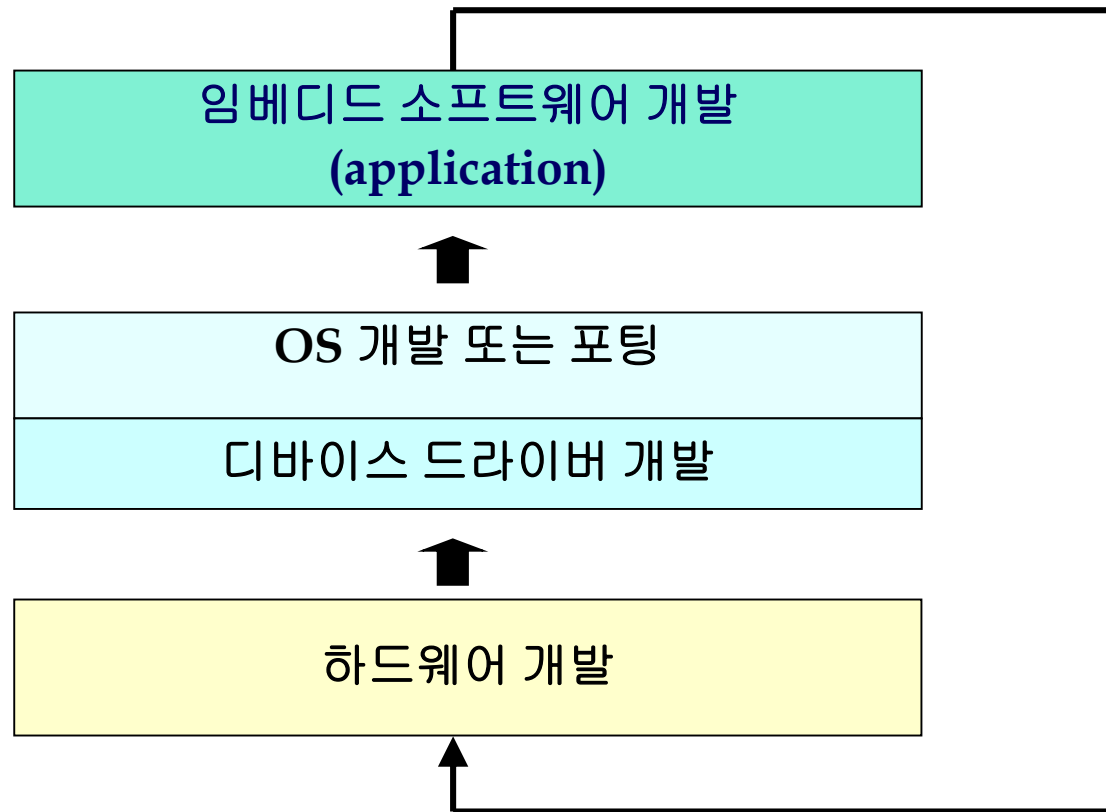 임베디드 소프트웨어 개발
(application)
OS 개발 또는 포팅
디바이스 드라이버 개발
하드웨어 개발